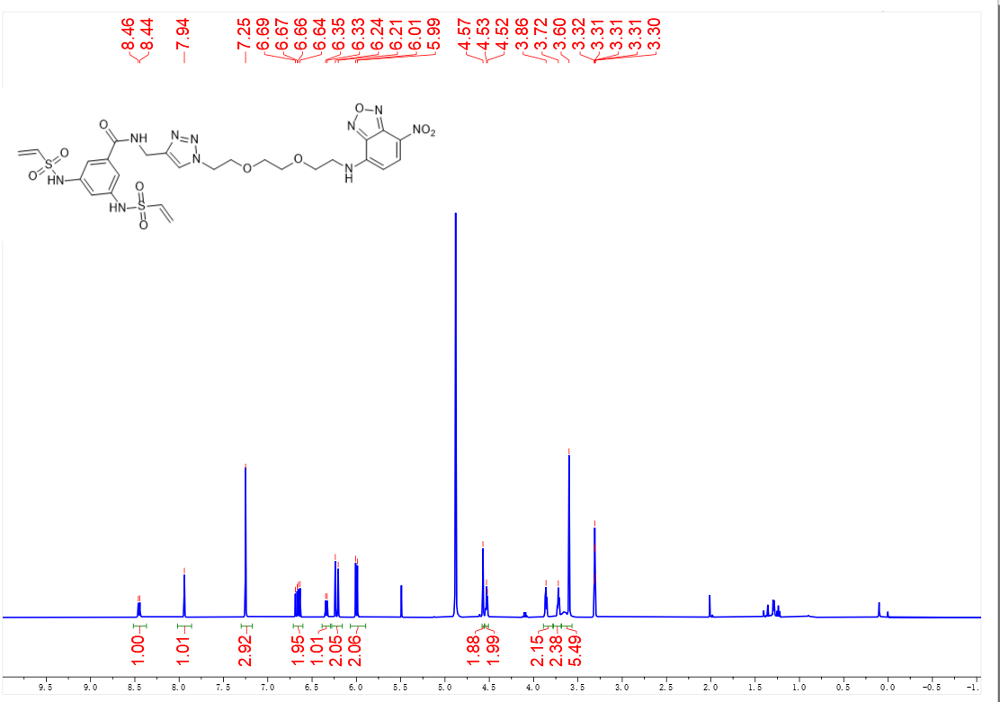 8.46 8.44 7.94 7.25 6.69 6.67 6.66 6.64 6.35 6.33 6.24 6.21 6.01 5.99 4.57 4.53 4.52 3.86 3.72 3.60 3.32 3.31 3.31 3.31 3.30
O N N NO2
O NH N N N O O N H
S O O HN
HN S O O
1.00 1.01 2.92 1.95 1.01 2.05 2.06 1.88 1.99 2.15 2.38 5.49
9.5 9.0 8.5 8.0 7.5 7.0 6.5 6.0 5.5 5.0 4.5 4.0 3.5 3.0 2.5 2.0 1.5 1.0 0.5 0.0 -0.5 -1.